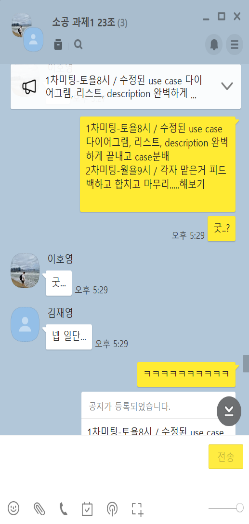 소공 과제1 23조 (3)
1차미팅-토욜8시 / 수정된 use case 다이
어그램, 리스트, description 완벽하게 ...
1차미팅-토욜8시 / 수정된 use case
다이어그램, 리스트, description 완벽
하게 끝내고 case분배
2차미팅-월욜9시 / 각자 맡은거 피드
백하고 합치고 마무리.....해보기
굿..?
오후 5:29
이호영
굿...
오후 5:29
김재영
넵 일단...
오후 5:29
ㅋㅋㅋㅋㅋㅋㅋㅋㅋㅋ
공지가 등록되었습니다.
1차미팅-토욜8시 / 수정된 use case
전송